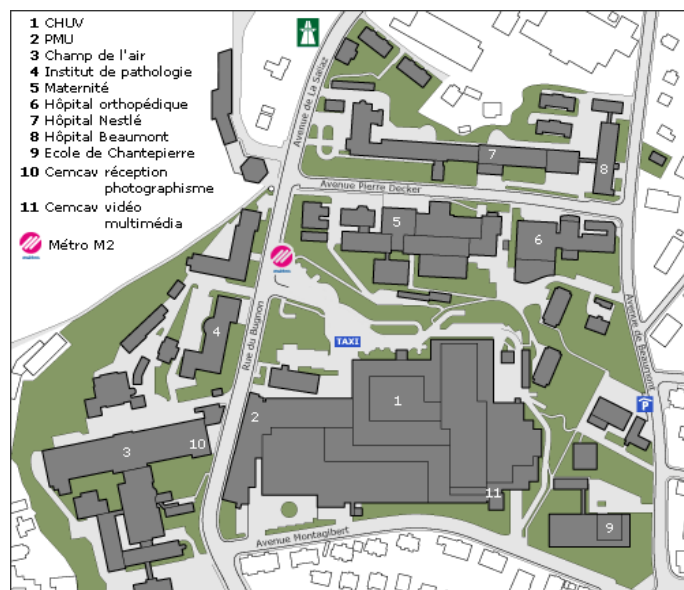 1 CHUV
2 PMU
3 Champ de l'air
4 Institut de pathologie
5 Maternité
6 Hôpital orthopédique
7 Hôpital Nestlé
8 Hôpital Beaumont
9 Ecole de Chantepierre
10 Cemcav réception
photographisme
11 Cemcav vidéo
multimédia
Métro M2
Avenue de La Sallaz
7
8
Avenue Pierre Decker
5
6
Rue du Bugnon
4
TAXI
Avenue de Beaumont
1
P
2
10
3
11
9
Avenue Montagibert